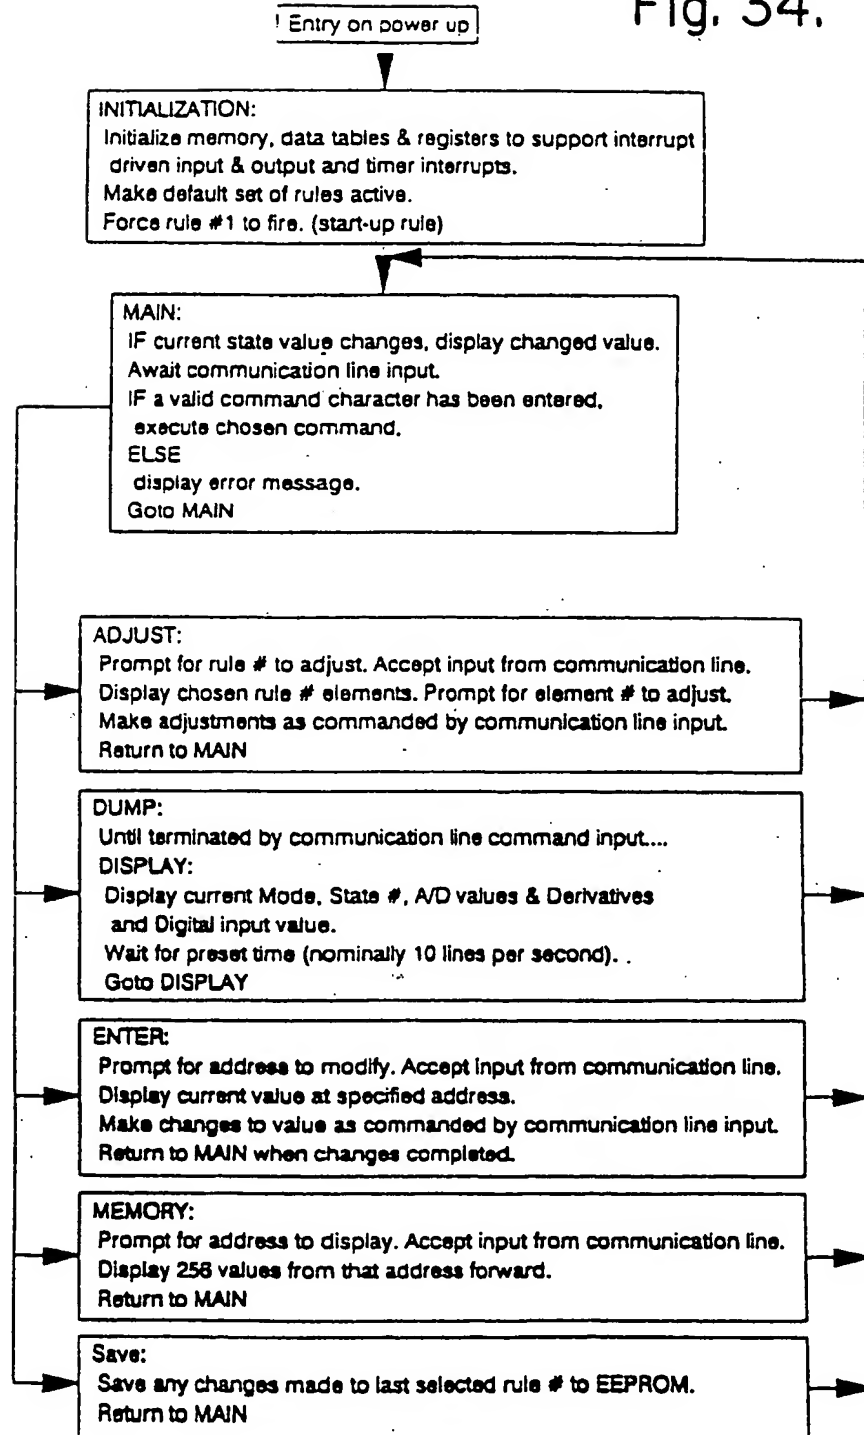 Fig. 34.
! Entry on power up
INITIALIZATION:
Initialize memory, data tables & registers to support interrupt
driven input & output and timer interrupts.
Make default set of rules active.
Force rule #1 to fire. (start-up rule)
MAIN:
IF current state value changes, display changed value.
Await communication line input.
IF a valid command character has been entered,
execute chosen command.
ELSE
display error message.
Goto MAIN
ADJUST:
Prompt for rule # to adjust. Accept input from communication line.
Display chosen rule # elements. Prompt for element # to adjust.
Make adjustments as commanded by communication line input.
Return to MAIN
DUMP:
Until terminated by communication line command input....
DISPLAY:
Display current Mode, State #, A/D values & Derivatives
and Digital input value.
Wait for preset time (nominally 10 lines per second).
Goto DISPLAY
ENTER:
Prompt for address to modify. Accept input from communication line.
Display current value at specified address.
Make changes to value as commanded by communication line input.
Return to MAIN when changes completed.
MEMORY:
Prompt for address to display. Accept input from communication line.
Display 256 values from that address forward.
Return to MAIN
Save:
Save any changes made to last selected rule # to EEPROM.
Return to MAIN